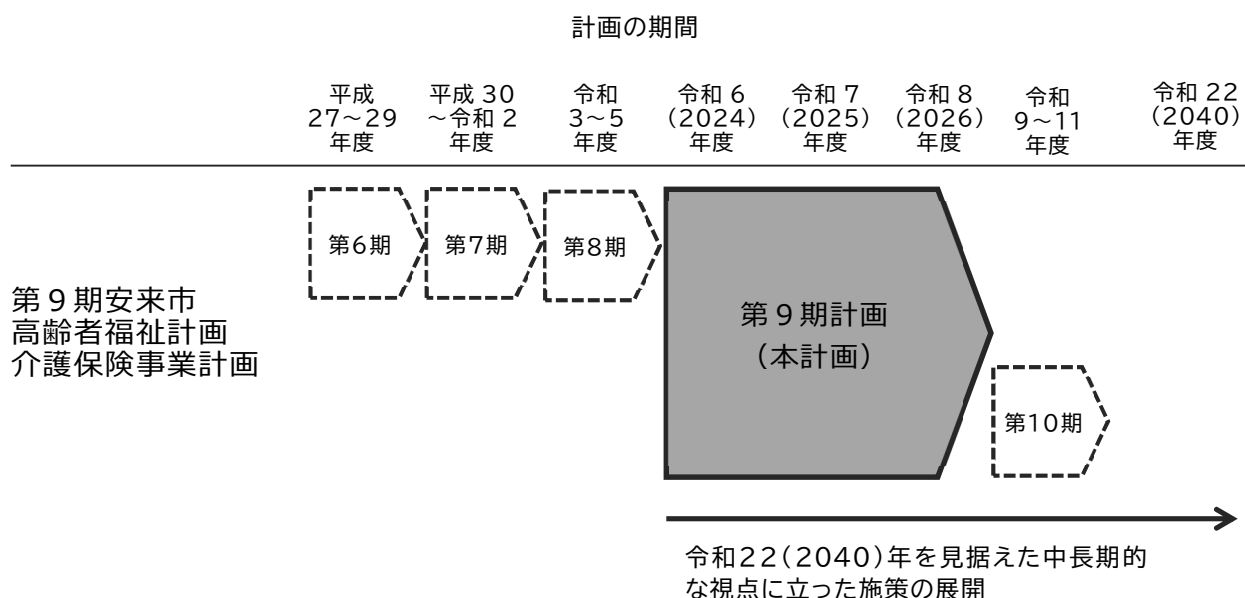 計画の期間
平成
27～29
年度
平成 30
～令和 2
年度
令和
3～5
年度
令和 6
（2024）
年度
令和 7
（2025）
年度
令和 8
（2026）
年度
令和
9～11
年度
令和 22
（2040）
年度
第6期
第7期
第8期
第９期安来市
高齢者福祉計画
介護保険事業計画
第９期計画
（本計画）
第10期
令和22(2040)年を見据えた中長期的
な視点に立った施策の展開